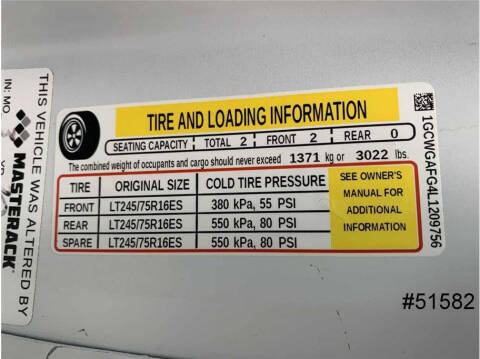 TIRE AND LOADING INFORMATION
SEATING CAPACITY TOTAL 2 FRONT 2 REAR 0
The combined weight of occupants and cargo should never exceed 1371 kg or 3022 lbs.
TIRE ORIGINAL SIZE COLD TIRE PRESSURE
FRONT LT245/75R16ES 380 kPa, 55 PSI
REAR LT245/75R16ES 550 kPa, 80 PSI
SPARE LT245/75R16ES 550 kPa, 80 PSI
SEE OWNER'S
MANUAL FOR
ADDITIONAL
INFORMATION
1GCWGAFG4L1209756
THIS VEHICLE WAS ALTERED BY
MASTERACK
IN: MO
#51582